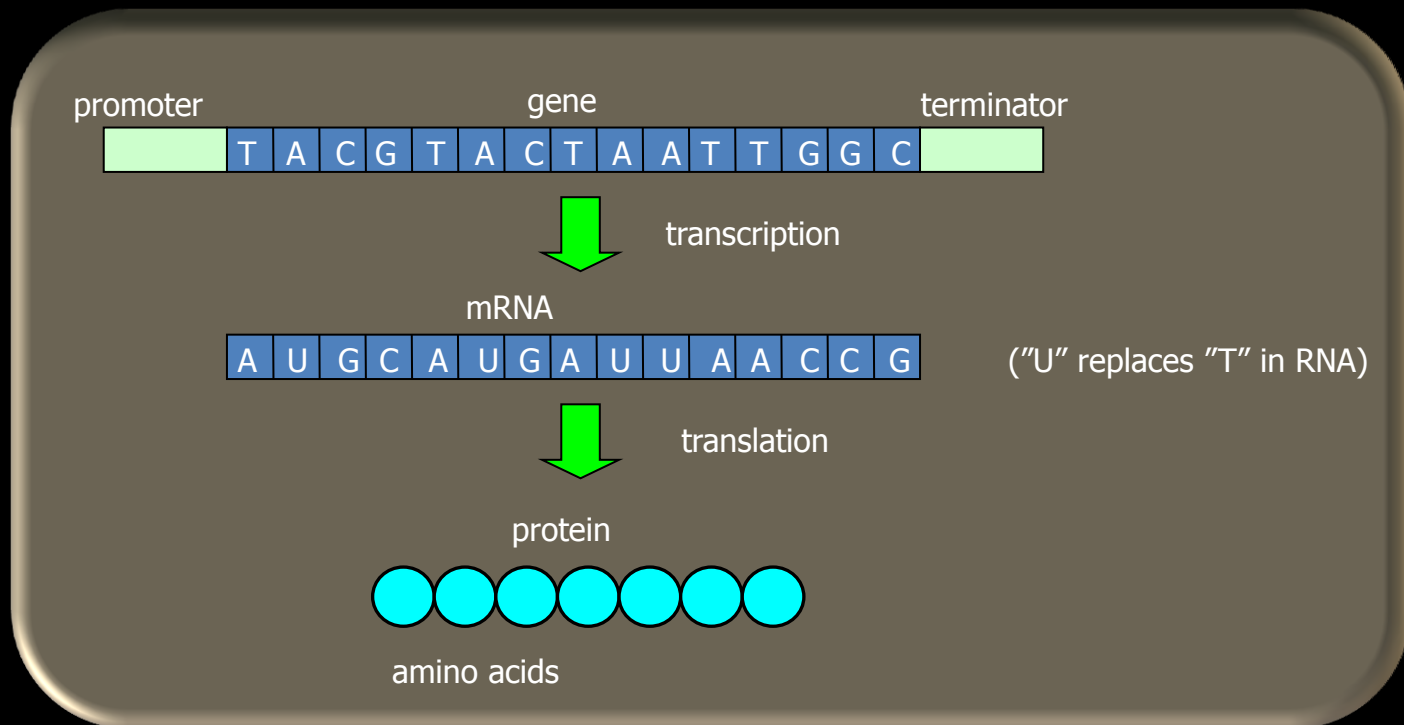 promoter gene terminator
T A C G T A C T A A T T G G C
transcription
mRNA
A U G C A U G A U U A A C C G (”U” replaces ”T” in RNA)
translation
protein
amino acids